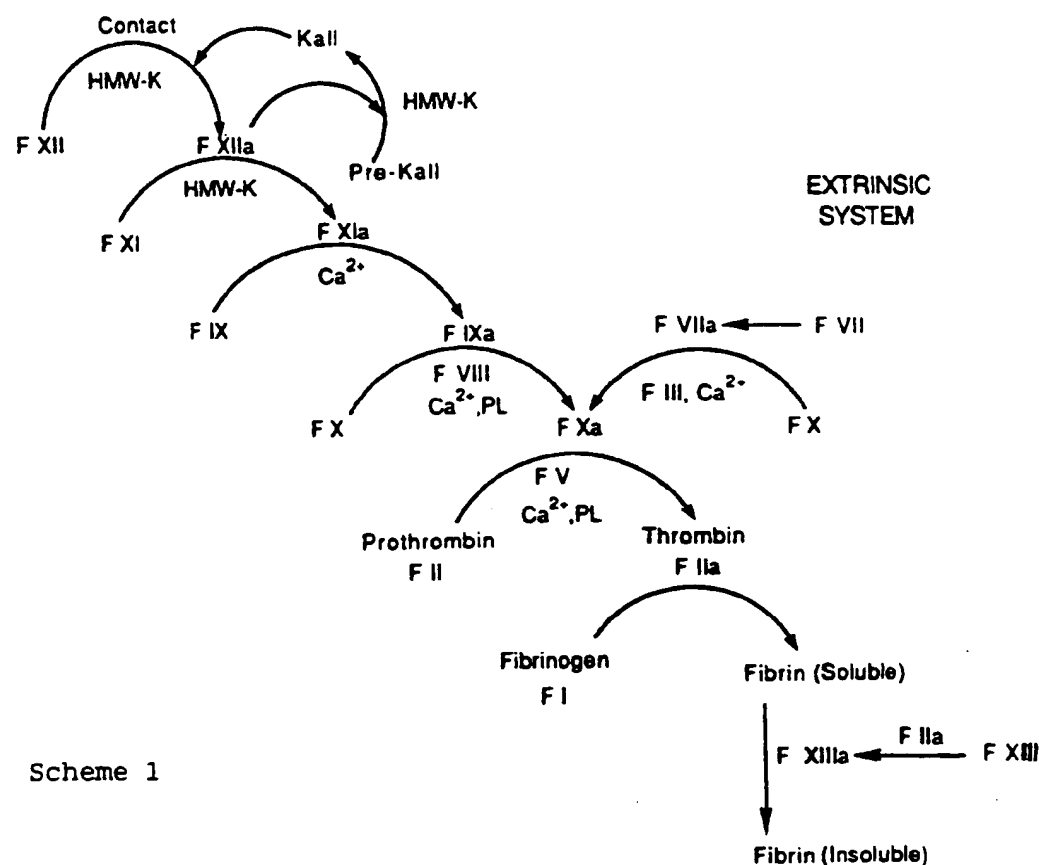 Contact
Kall
HMW-K
HMW-K
F XII
F XIIa
Pre-Kall
HMW-K
EXTRINSIC
SYSTEM
F XI
F XIa
Ca2+
F IX
F IXa
F VIIa
F VII
F VIII
Ca2+,PL
F III, Ca2+
F X
F Xa
F X
F V
Ca2+,PL
Prothrombin
F II
Thrombin
F IIa
Fibrinogen
F I
Fibrin (Soluble)
F XIIIa
F IIa
F XIII
Scheme 1
Fibrin (Insoluble)